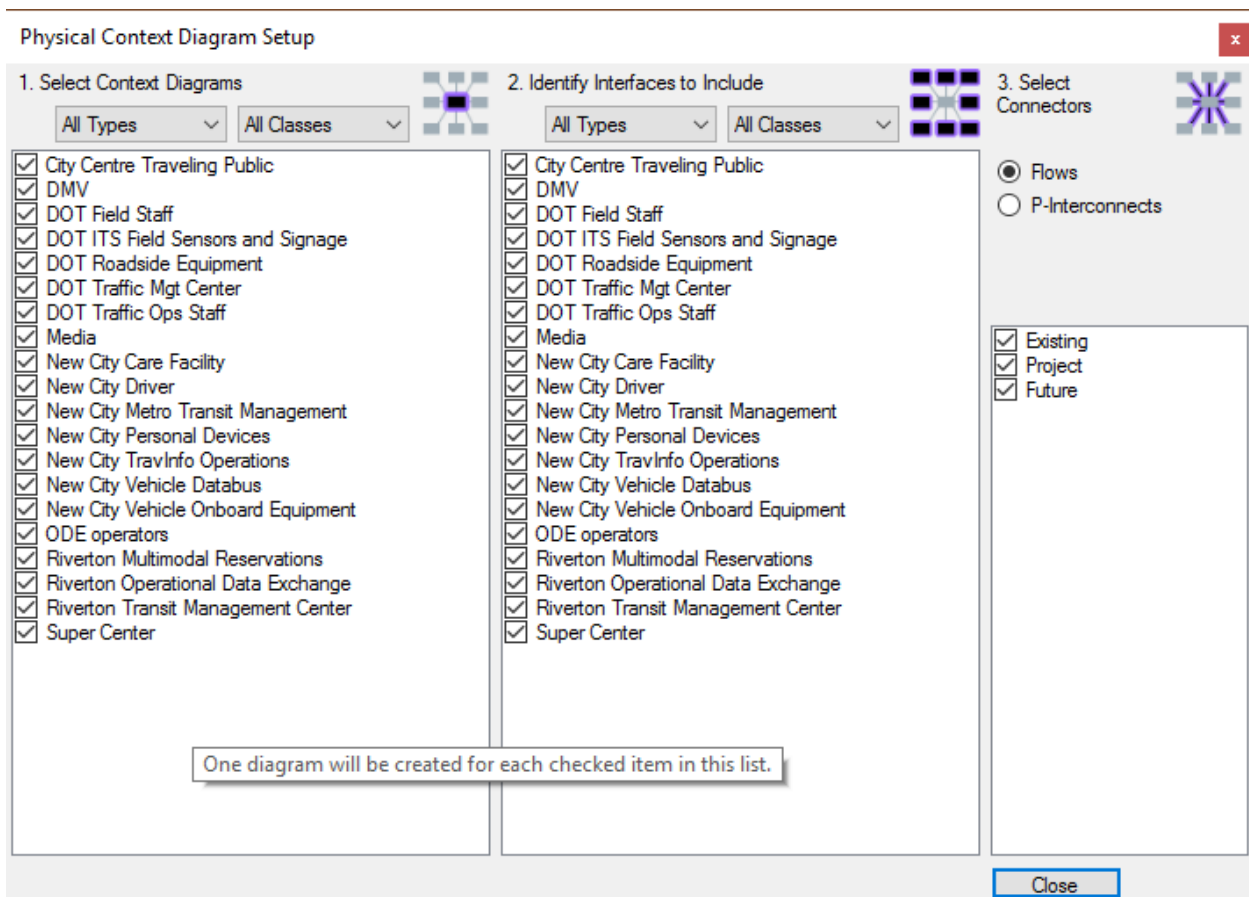 Physical Context Diagram Setup
x
1. Select Context Diagrams
All Types
All Classes
City Centre Traveling Public
DMV
DOT Field Staff
DOT ITS Field Sensors and Signage
DOT Roadside Equipment
DOT Traffic Mgt Center
DOT Traffic Ops Staff
Media
New City Care Facility
New City Driver
New City Metro Transit Management
New City Personal Devices
New City TravInfo Operations
New City Vehicle Databus
New City Vehicle Onboard Equipment
ODE operators
Riverton Multimodal Reservations
Riverton Operational Data Exchange
Riverton Transit Management Center
Super Center
2. Identify Interfaces to Include
All Types
All Classes
City Centre Traveling Public
DMV
DOT Field Staff
DOT ITS Field Sensors and Signage
DOT Roadside Equipment
DOT Traffic Mgt Center
DOT Traffic Ops Staff
Media
New City Care Facility
New City Driver
New City Metro Transit Management
New City Personal Devices
New City TravInfo Operations
New City Vehicle Databus
New City Vehicle Onboard Equipment
ODE operators
Riverton Multimodal Reservations
Riverton Operational Data Exchange
Riverton Transit Management Center
Super Center
One diagram will be created for each checked item in this list.
3. Select
Connectors
Flows
P-Interconnects
Existing
Project
Future
Close